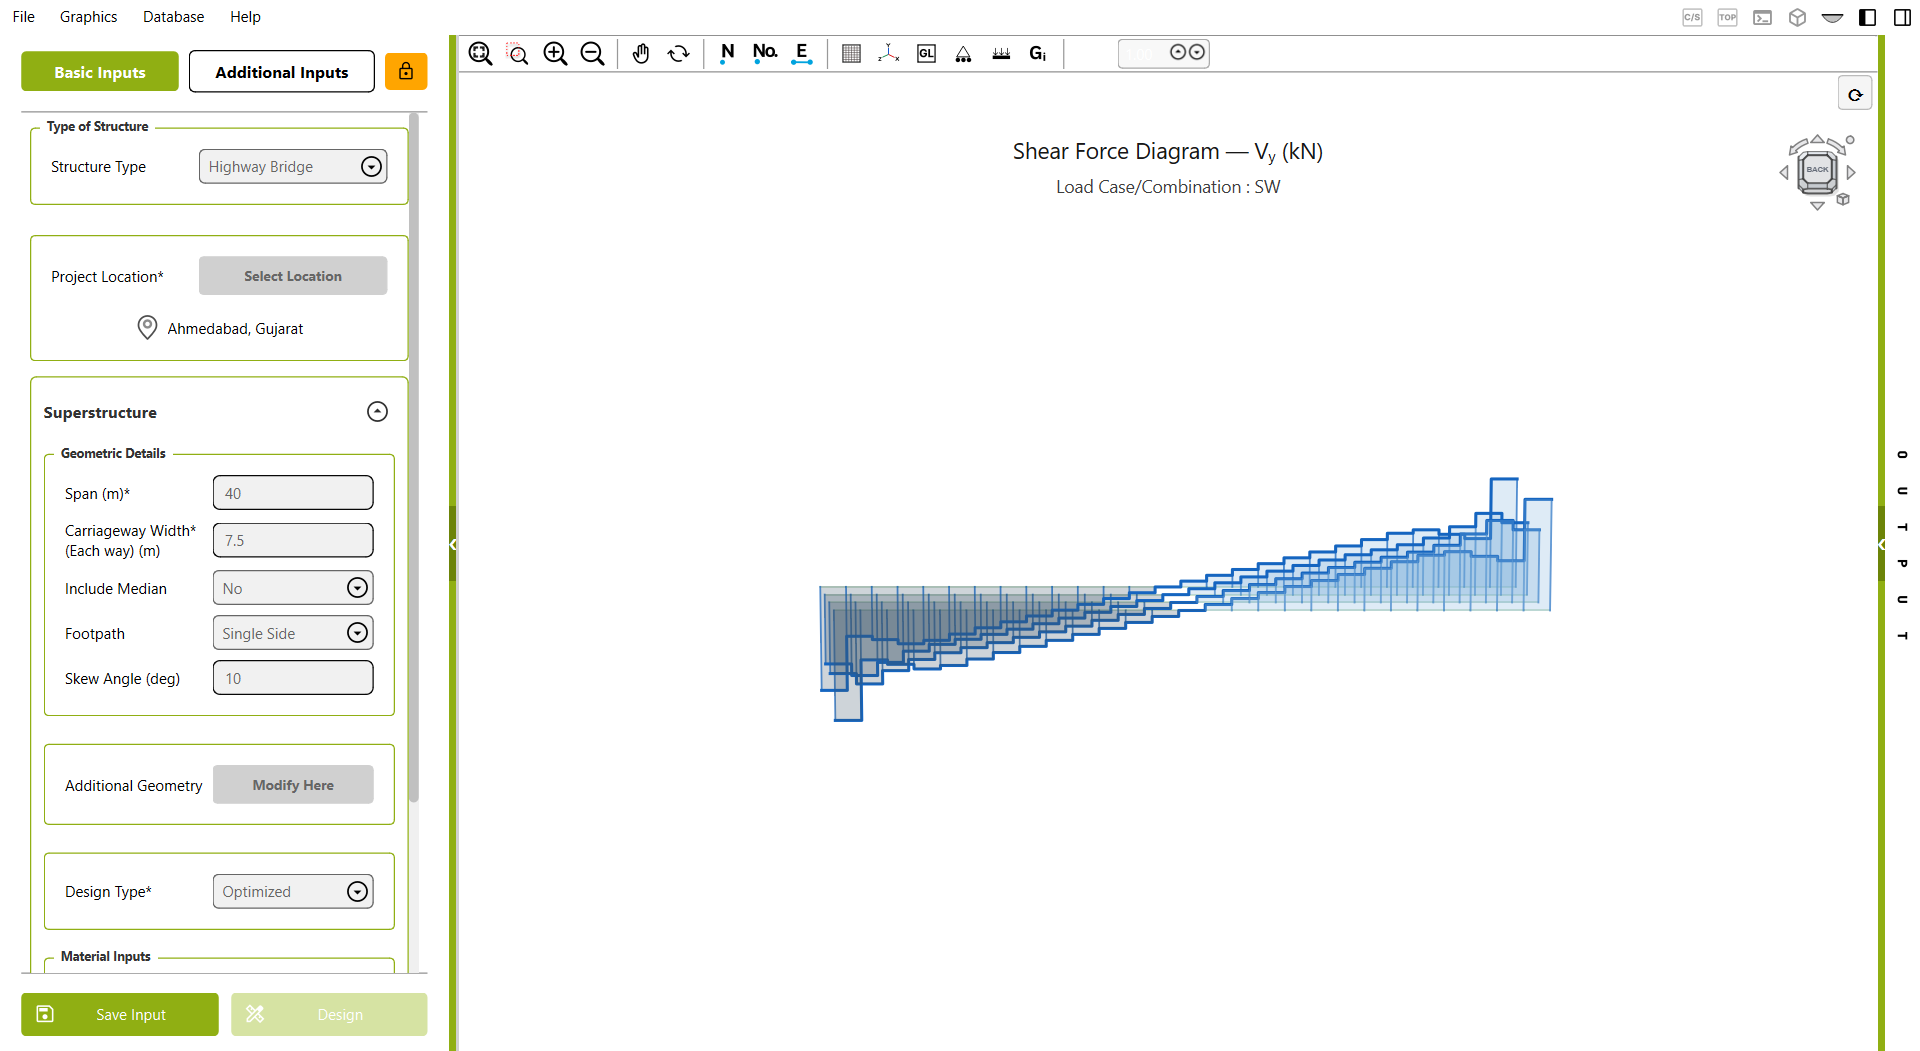 File Graphics Database Help
C/S TOP
Basic Inputs Additional Inputs
N No. E GL Gi
Type of Structure
Structure Type Highway Bridge
Project Location* Select Location
Ahmedabad, Gujarat
Superstructure
Geometric Details
Span (m)* 40
Carriageway Width*
(Each way) (m) 7.5
Include Median No
Footpath Single Side
Skew Angle (deg) 10
Additional Geometry Modify Here
Design Type* Optimized
Material Inputs
Save Input Design
Shear Force Diagram — Vy (kN)
Load Case/Combination : SW
Y
Z X
BACK
OUTPUT